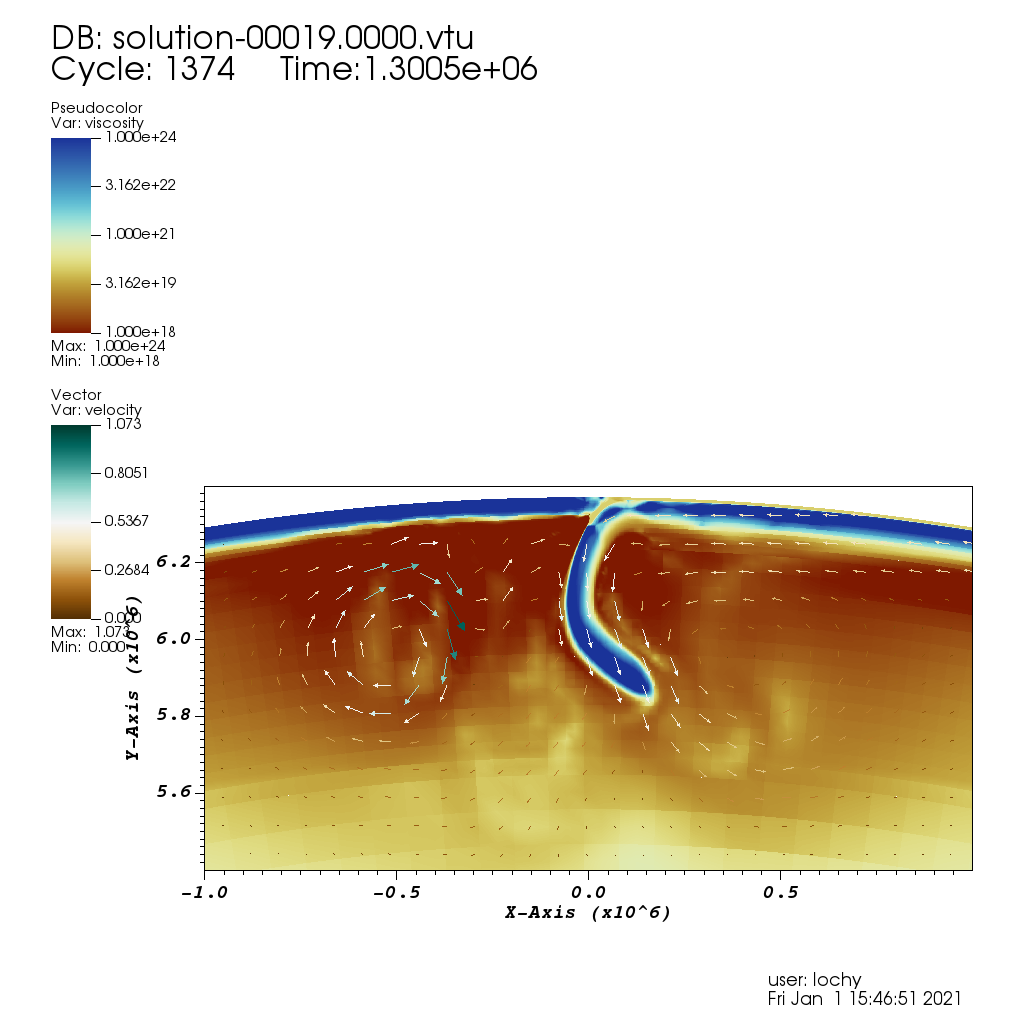 DB: solution-00019.0000.vtu
Cycle: 1374 Time:1.3005e+06
Pseudocolor
Var: viscosity
1.000e+24
3.162e+22
1.000e+21
3.162e+19
1.000e+18
Max: 1.000e+24
Min: 1.000e+18
Vector
Var: velocity
1.073
0.8051
0.5367
0.2684
0.000
Max: 1.073
Min: 0.000
Y-Axis (x10^6)
6.2
6.0
5.8
5.6
-1.0 -0.5 0.0 0.5
X-Axis (x10^6)
user: lochy
Fri Jan 1 15:46:51 2021